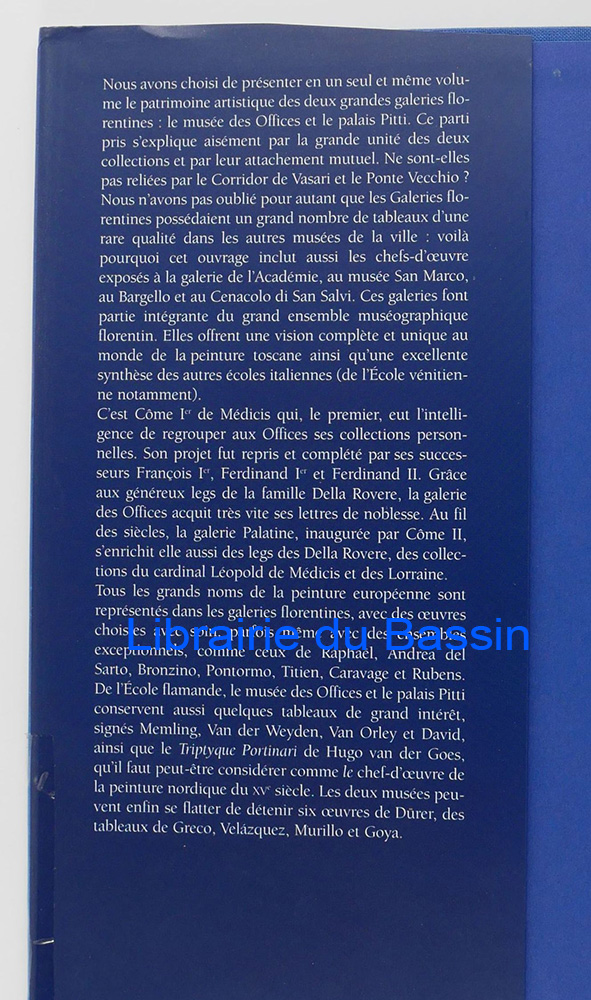 Nous avons choisi de présenter en un seul et même volu-
me le patrimoine artistique des deux grandes galeries flo-
rentines : le musée des Offices et le palais Pitti. Ce parti
pris s'explique aisément par la grande unité des deux
collections et par leur attachement mutuel. Ne sont-elles
pas reliées par le Corridor de Vasari et le Ponte Vecchio ?
Nous n'avons pas oublié pour autant que les Galeries flo-
rentines possédaient un grand nombre de tableaux d'une
rare qualité dans les autres musées de la ville : voilà
pourquoi cet ouvrage inclut aussi les chefs-d'œuvre
exposés à la galerie de l'Académie, au musée San Marco,
au Bargello et au Cenacolo di San Salvi. Ces galeries font
partie intégrante du grand ensemble muséographique
florentin. Elles offrent une vision complète et unique au
monde de la peinture toscane ainsi qu'une excellente
synthèse des autres écoles italiennes (de l'École vénitien-
ne notamment).
C'est Côme Iᵉʳ de Médicis qui, le premier, eut l'intelli-
gence de regrouper aux Offices ses collections person-
nelles. Son projet fut repris et complété par ses succes-
seurs François Iᵉʳ, Ferdinand Iᵉʳ et Ferdinand II. Grâce
aux généreux legs de la famille Della Rovere, la galerie
des Offices acquit très vite ses lettres de noblesse. Au fil
des siècles, la galerie Palatine, inaugurée par Côme II,
s'enrichit elle aussi des legs des Della Rovere, des collec-
tions du cardinal Léopold de Médicis et des Lorraine.
Tous les grands noms de la peinture européenne sont
représentés dans les galeries florentines, avec des œuvres
choisies avec soin, parfois même avec des ensembles
Librairie du Bassin
exceptionnels, comme ceux de Raphaël, Andrea del
Sarto, Bronzino, Pontormo, Titien, Caravage et Rubens.
De l'École flamande, le musée des Offices et le palais Pitti
conservent aussi quelques tableaux de grand intérêt,
signés Memling, Van der Weyden, Van Orley et David,
ainsi que le Triptyque Portinari de Hugo van der Goes,
qu'il faut peut-être considérer comme le chef-d'œuvre de
la peinture nordique du XVᵉ siècle. Les deux musées peu-
vent enfin se flatter de détenir six œuvres de Dürer, des
tableaux de Greco, Velázquez, Murillo et Goya.